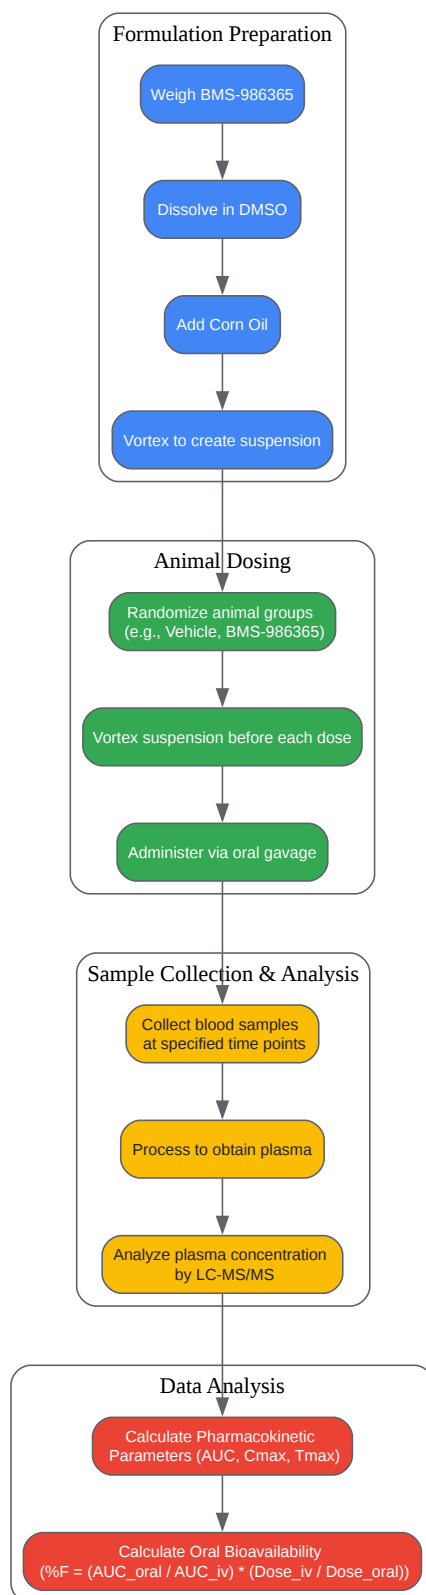 Formulation Preparation
Weigh BMS-986365
Dissolve in DMSO
Add Corn Oil
Vortex to create suspension
Animal Dosing
Randomize animal groups
(e.g., Vehicle, BMS-986365)
Vortex suspension before each dose
Administer via oral gavage
Sample Collection & Analysis
Collect blood samples
at specified time points
Process to obtain plasma
Analyze plasma concentration
by LC-MS/MS
Data Analysis
Calculate Pharmacokinetic
Parameters (AUC, Cmax, Tmax)
Calculate Oral Bioavailability
(%F = (AUC_oral / AUC_iv) * (Dose_iv / Dose_oral))